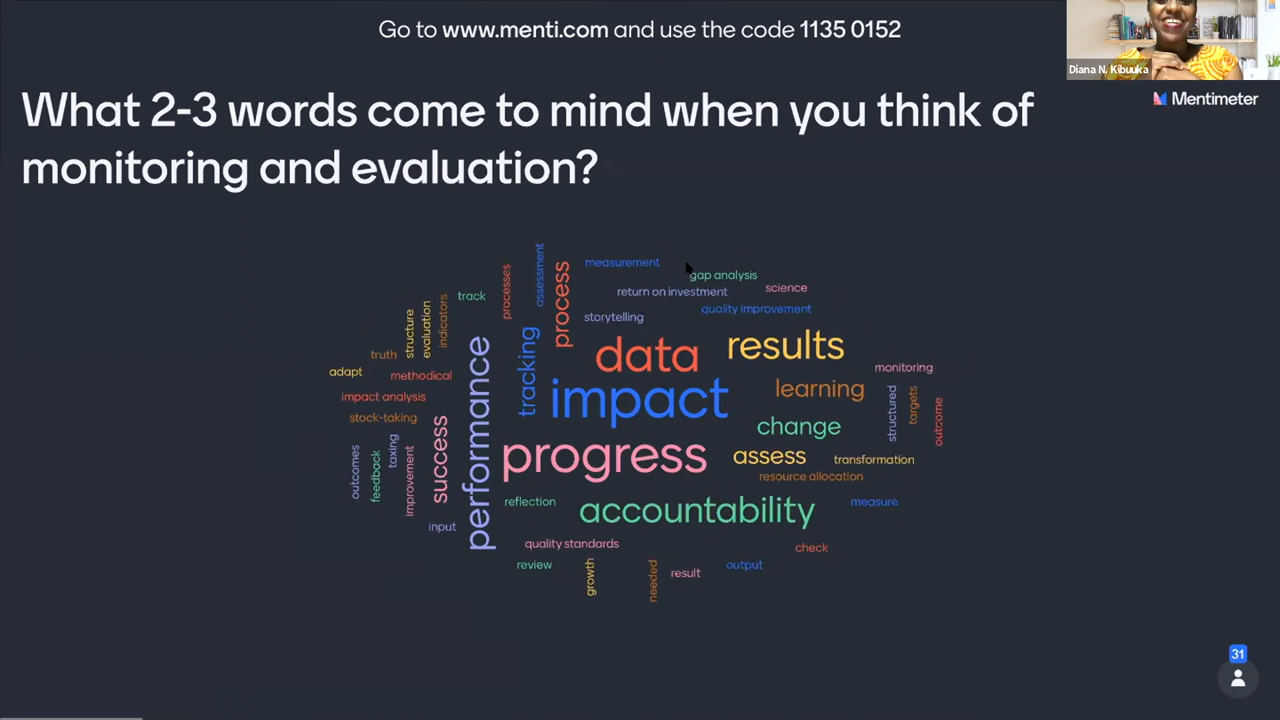 Go to www.menti.com and use the code 1135 0152
Diana N. Kibuuka
Mentimeter
What 2-3 words come to mind when you think of
monitoring and evaluation?
measurement
gap analysis
return on investment
science
storytelling
quality improvement
track
processes
assessment
process
structure
evaluation
indicators
truth
adapt
methodical
impact analysis
stock-taking
performance
tracking
data
results
impact
learning
monitoring
structured
targets
outcome
change
progress
assess
transformation
resource allocation
success
outcomes
feedback
taxing
improvement
input
reflection
accountability
measure
quality standards
check
review
growth
needed
result
output
31